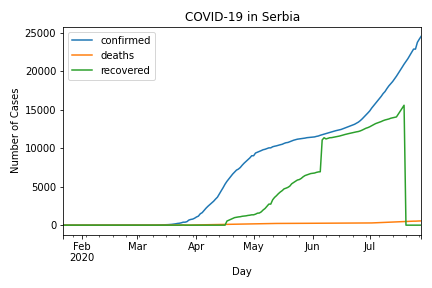 COVID-19 in Serbia
confirmed
deaths
recovered
Number of Cases
25000
20000
15000
10000
5000
0
Feb
2020
Mar
Apr
May
Jun
Jul
Day